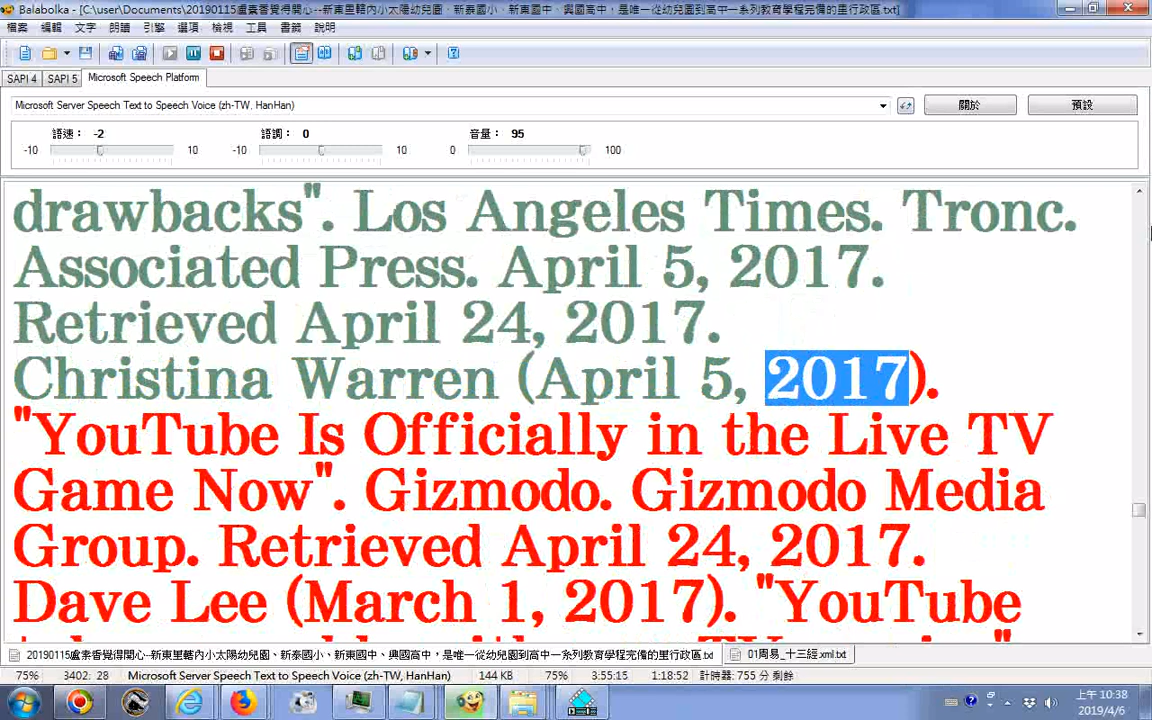 Balabolka - [C:\user\Documents\20190115盧素香覺得開心--新東里轄內小太陽幼兒園、新泰國小、新東國中、興國高中，是唯一從幼兒園到高中一系列教育學程完備的里行政區.txt]
檔案 編輯 文字 朗讀 引擎 選項 檢視 工具 書籤 說明
SAPI 4 SAPI 5 Microsoft Speech Platform
Microsoft Server Speech Text to Speech Voice (zh-TW, HanHan) 關於 預設
語速： -2 語調： 0 音量： 95
-10 10 -10 10 0 100
drawbacks". Los Angeles Times. Tronc.
Associated Press. April 5, 2017.
Retrieved April 24, 2017.
Christina Warren (April 5, 2017).
"YouTube Is Officially in the Live TV
Game Now". Gizmodo. Gizmodo Media
Group. Retrieved April 24, 2017.
Dave Lee (March 1, 2017). "YouTube
20190115盧素香覺得開心--新東里轄內小太陽幼兒園、新泰國小、新東國中、興國高中，是唯一從幼兒園到高中一系列教育學程完備的里行政區.txt 01周易_十三經.xml.txt
75% 3402: 28 Microsoft Server Speech Text to Speech Voice (zh-TW, HanHan) 144 KB 75% 3:55:15 1:18:52 計時器: 755 分 剩餘
上午 10:38
2019/4/6